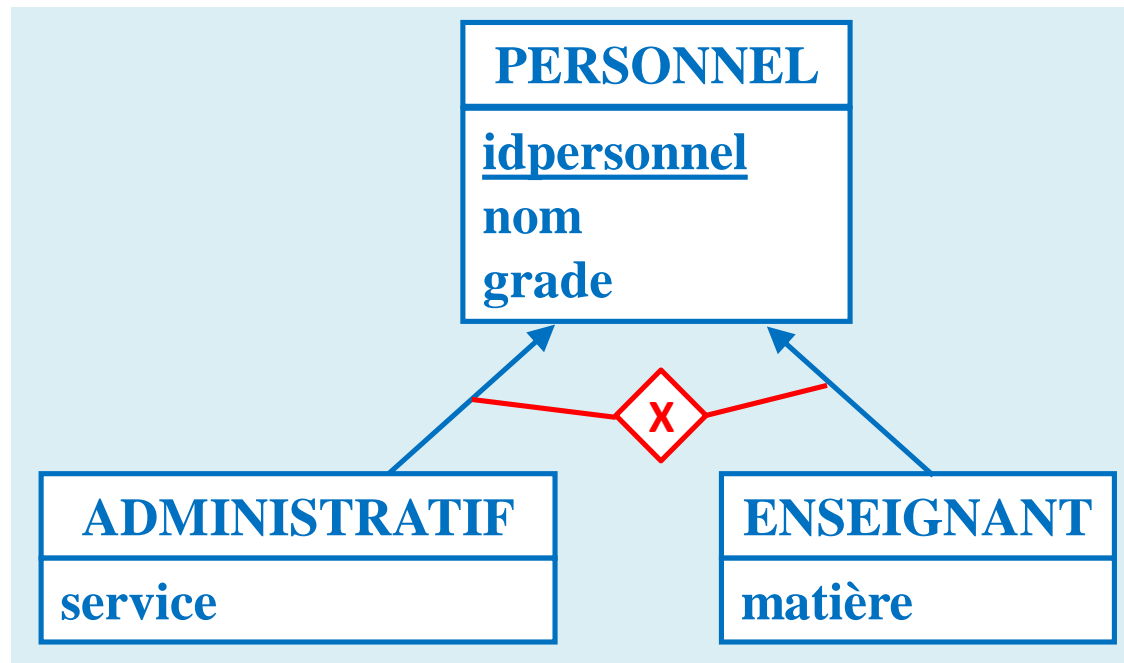 PERSONNEL
idpersonnel
nom
grade
X
ADMINISTRATIF
service
ENSEIGNANT
matière